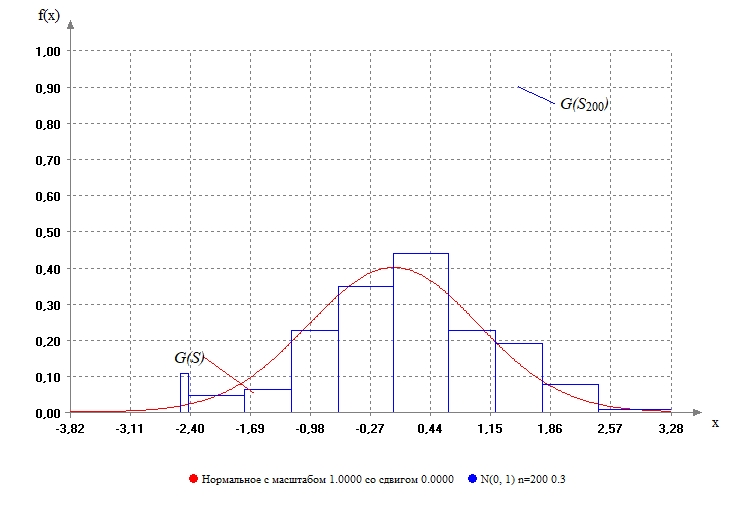 f(x)
1,00
0,90
G(S200)
0,80
0,70
0,60
0,50
0,40
0,30
0,20
G(S)
0,10
0,00
-3,82 -3,11 -2,40 -1,69 -0,98 -0,27 0,44 1,15 1,86 2,57 3,28
x
Нормальное с масштабом 1.0000 со сдвигом 0.0000 N(0, 1) n=200 0.3